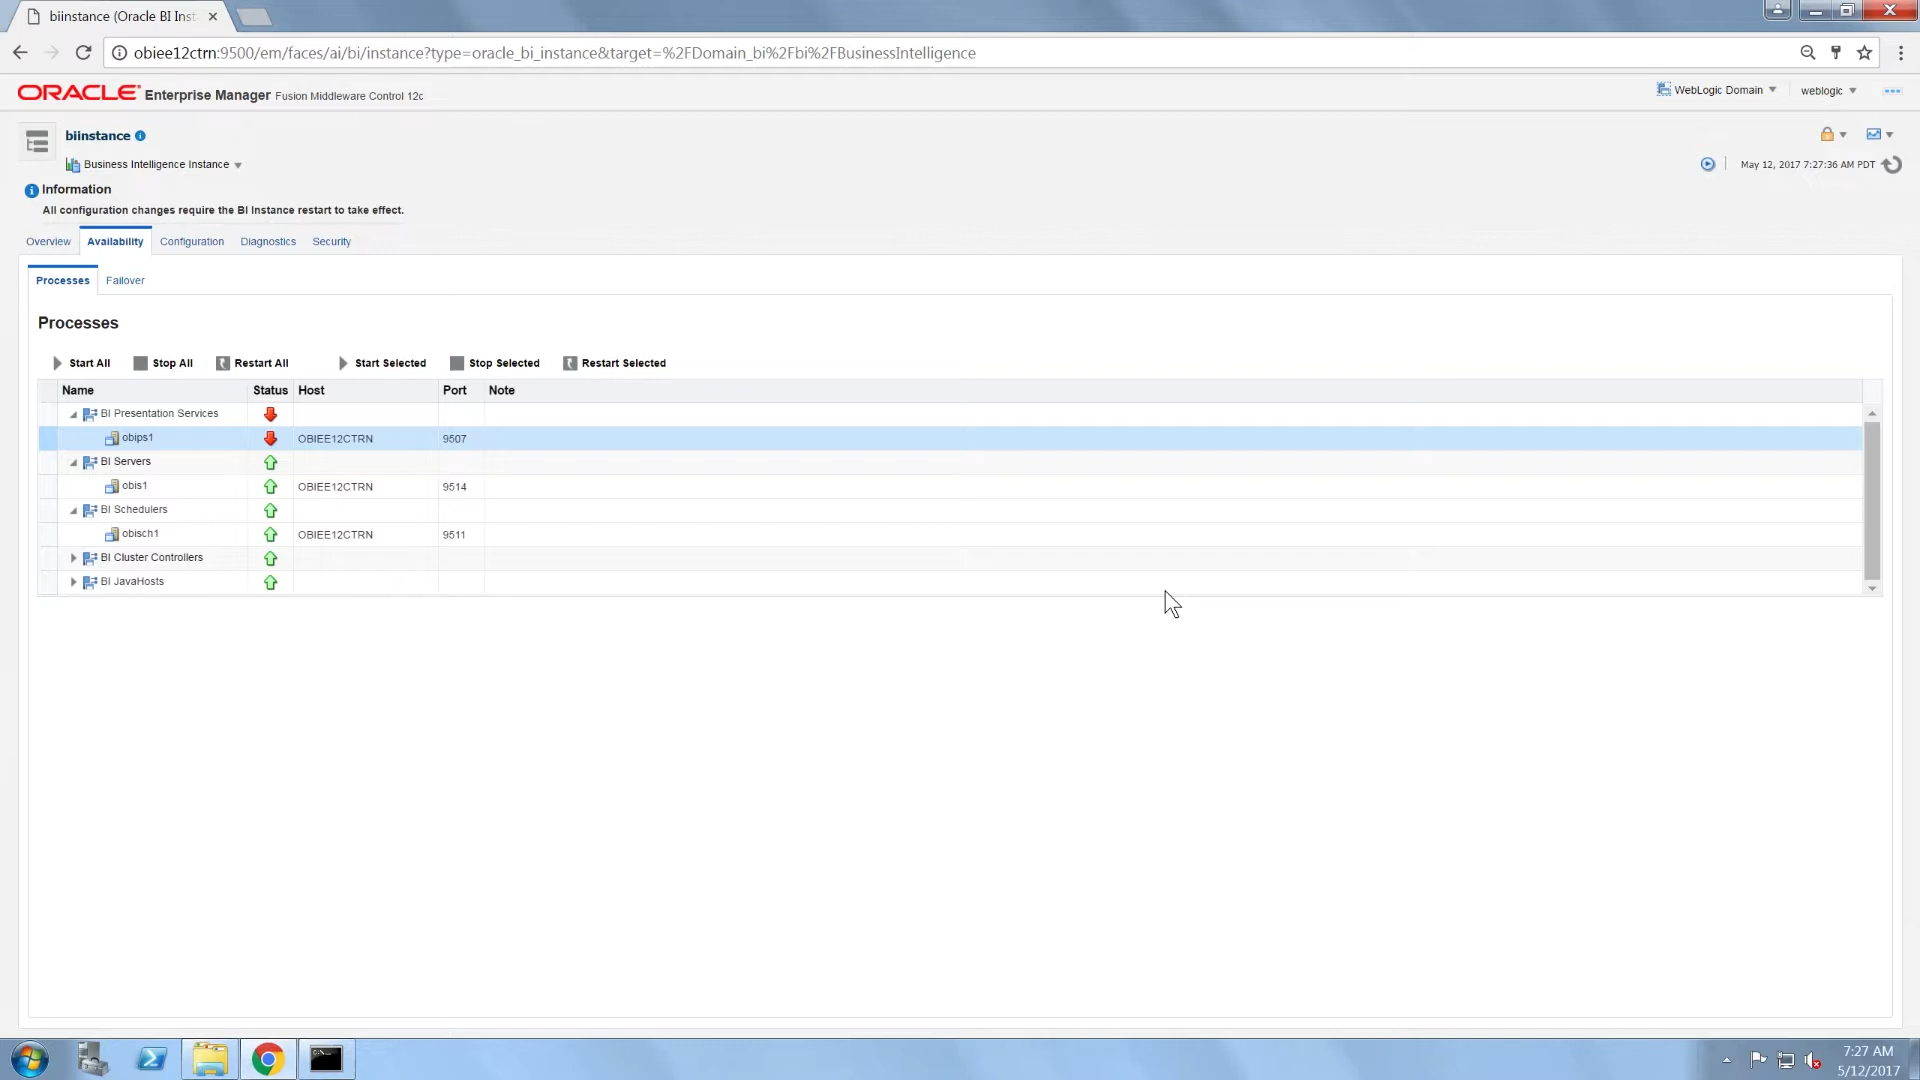 biinstance (Oracle BI Inst
obiee12ctrn:9500/em/faces/ai/bi/instance?type=oracle_bi_instance&target=%2FDomain_bi%2Fbi%2FBusinessIntelligence
ORACLE Enterprise Manager Fusion Middleware Control 12c
WebLogic Domain
weblogic
biinstance
Business Intelligence Instance
May 12, 2017 7:27:36 AM PDT
Information
All configuration changes require the BI Instance restart to take effect.
Overview Availability Configuration Diagnostics Security
Processes Failover
Processes
Start All Stop All Restart All Start Selected Stop Selected Restart Selected
Name Status Host Port Note
BI Presentation Services
obips1 OBIEE12CTRN 9507
BI Servers
obis1 OBIEE12CTRN 9514
BI Schedulers
obisch1 OBIEE12CTRN 9511
BI Cluster Controllers
BI JavaHosts
7:27 AM
5/12/2017